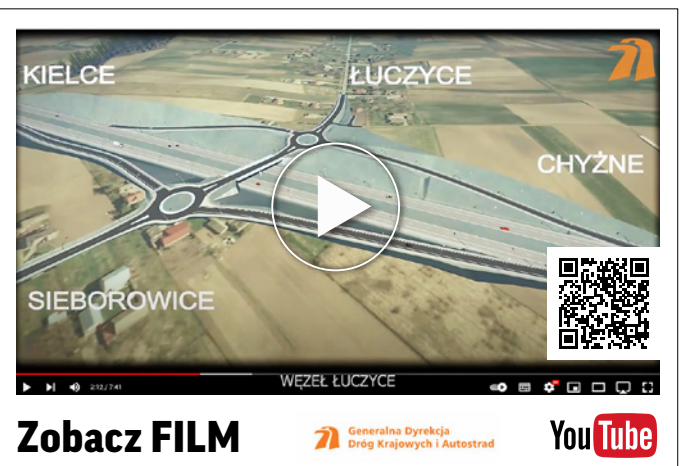 KIELCE
ŁUCZYCE
CHYŻNE
SIEBOROWICE
2:12 / 7:41
WĘZEŁ ŁUCZYCE
Zobacz FILM
Generalna Dyrekcja
Dróg Krajowych i Autostrad
YouTube